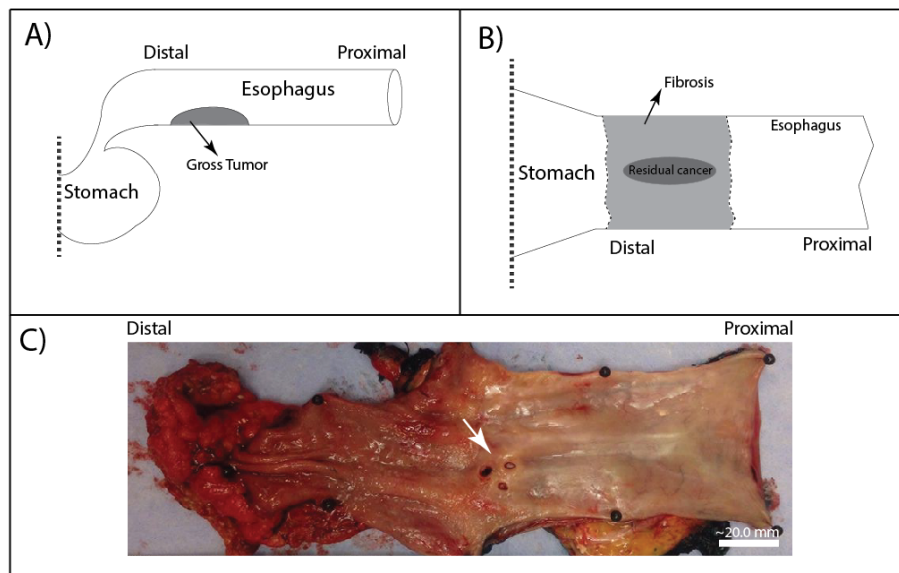 A)
Distal
Proximal
Esophagus
Gross Tumor
Stomach
B)
Fibrosis
Esophagus
Stomach
Residual cancer
Distal
Proximal
C)
Distal
Proximal
~20.0 mm